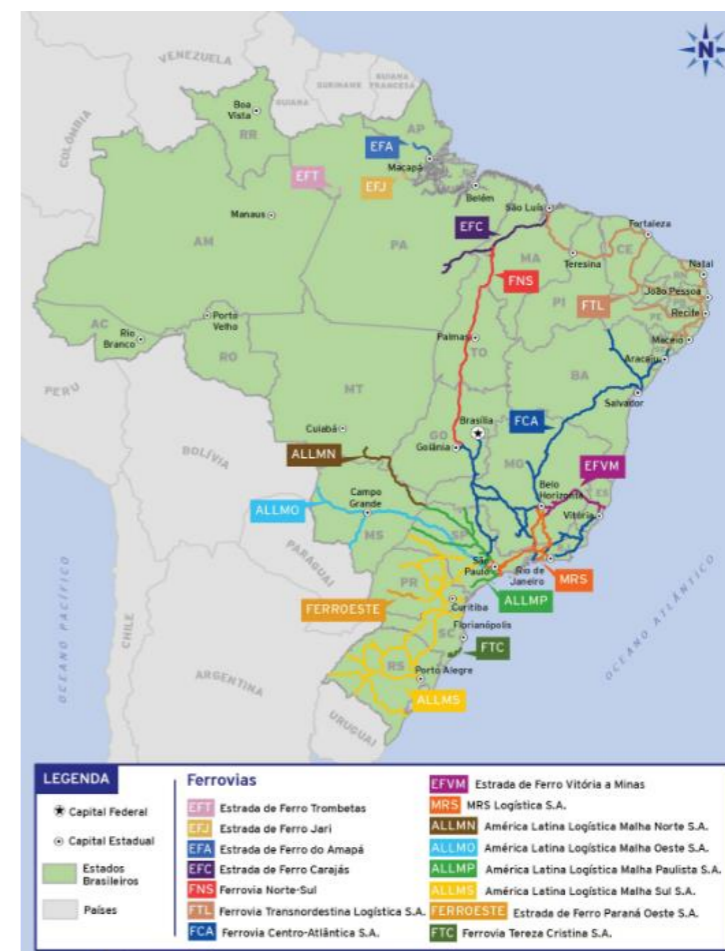 N
VENEZUELA
SURINAME
GUIANA FRANCESA
GUIANA
COLÔMBIA
Boa Vista
RR
AP
EFA
Macapá
EFT
EFJ
Belém
São Luís
Manaus
EFC
Fortaleza
AM
PA
MA
Teresina
CE
Natal
RN
FNS
João Pessoa
PB
FTL
PI
Recife
PE
AC
Porto Velho
Palmas
Maceió
Rio Branco
TO
Aracaju
RO
BA
PERU
MT
Salvador
Brasília
FCA
Cuiabá
GO
Goiânia
BOLÍVIA
ALLMN
MG
EFVM
Belo Horizonte
ES
Campo Grande
Vitória
ALLMO
MS
SP
São Paulo
RJ
Rio de Janeiro
MRS
PARAGUAI
PR
ALLMP
FERROESTE
Curitiba
Florianópolis
SC
FTC
RS
Porto Alegre
ALLMS
ARGENTINA
URUGUAI
CHILE
OCEANO PACÍFICO
OCEANO ATLÂNTICO
LEGENDA
Capital Federal
Capital Estadual
Estados Brasileiros
Países
Ferrovias
EFT Estrada de Ferro Trombetas
EFJ Estrada de Ferro Jari
EFA Estrada de Ferro do Amapá
EFC Estrada de Ferro Carajás
FNS Ferrovia Norte-Sul
FTL Ferrovia Transnordestina Logística S.A.
FCA Ferrovia Centro-Atlântica S.A.
EFVM Estrada de Ferro Vitória a Minas
MRS MRS Logística S.A.
ALLMN América Latina Logística Malha Norte S.A.
ALLMO América Latina Logística Malha Oeste S.A.
ALLMP América Latina Logística Malha Paulista S.A.
ALLMS América Latina Logística Malha Sul S.A.
FERROESTE Estrada de Ferro Paraná Oeste S.A.
FTC Ferrovia Tereza Cristina S.A.